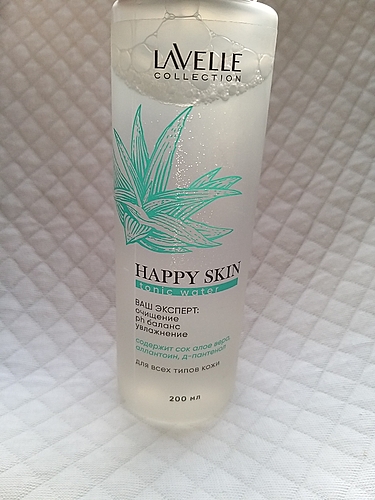 LAVELLE
COLLECTION
HAPPY SKIN
tonic water
ВАШ ЭКСПЕРТ:
очищение
ph баланс
увлажнение
содержит сок алое вера,
аллантоин, д-пантенол
для всех типов кожи
200 мл